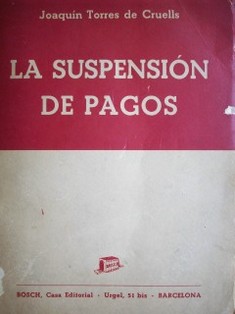 Joaquín Torres de Cruells
LA SUSPENSIÓN
DE PAGOS
BOSCH, Casa Editorial - Urgel, 51 bis - BARCELONA